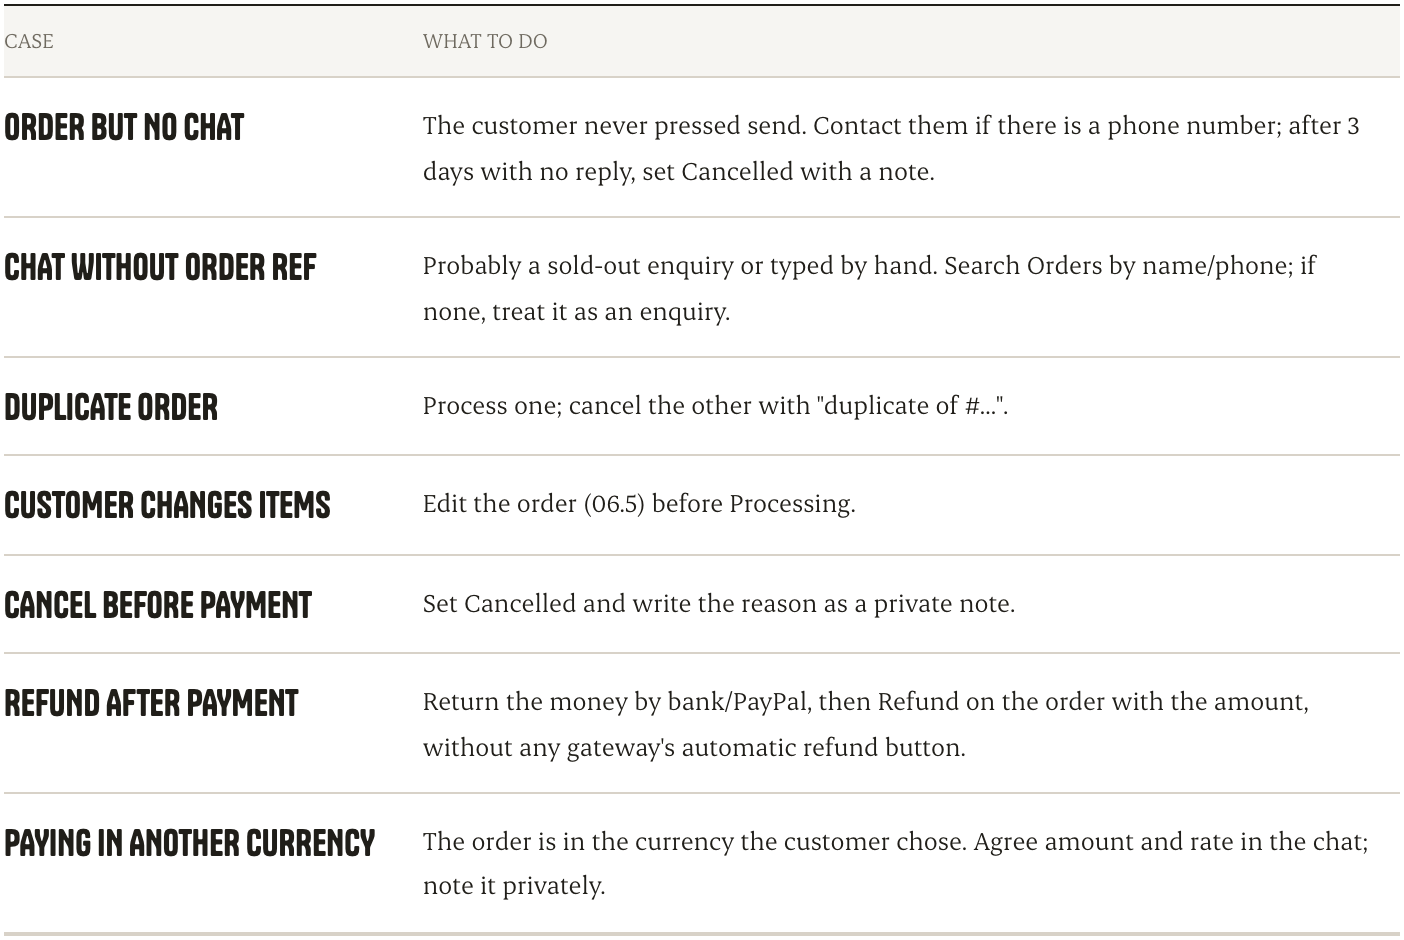 CASE
WHAT TO DO
ORDER BUT NO CHAT
The customer never pressed send. Contact them if there is a phone number; after 3
days with no reply, set Cancelled with a note.
CHAT WITHOUT ORDER REF
Probably a sold-out enquiry or typed by hand. Search Orders by name/phone; if
none, treat it as an enquiry.
DUPLICATE ORDER
Process one; cancel the other with "duplicate of #…".
CUSTOMER CHANGES ITEMS
Edit the order (06.5) before Processing.
CANCEL BEFORE PAYMENT
Set Cancelled and write the reason as a private note.
REFUND AFTER PAYMENT
Return the money by bank/PayPal, then Refund on the order with the amount,
without any gateway's automatic refund button.
PAYING IN ANOTHER CURRENCY
The order is in the currency the customer chose. Agree amount and rate in the chat;
note it privately.